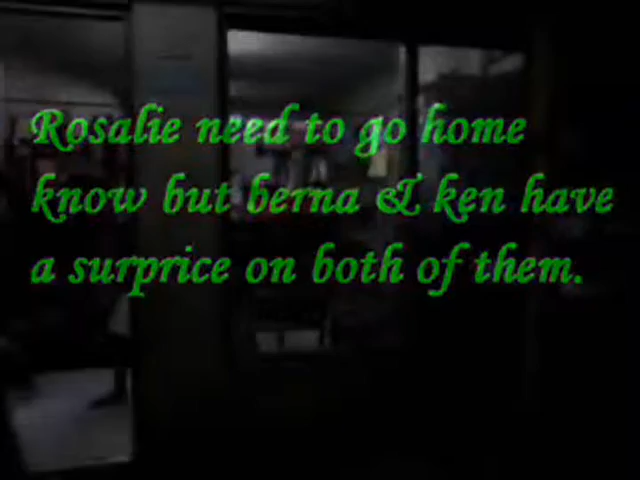 Rosalie need to go home
know but berna & ken have
a surprice on both of them.